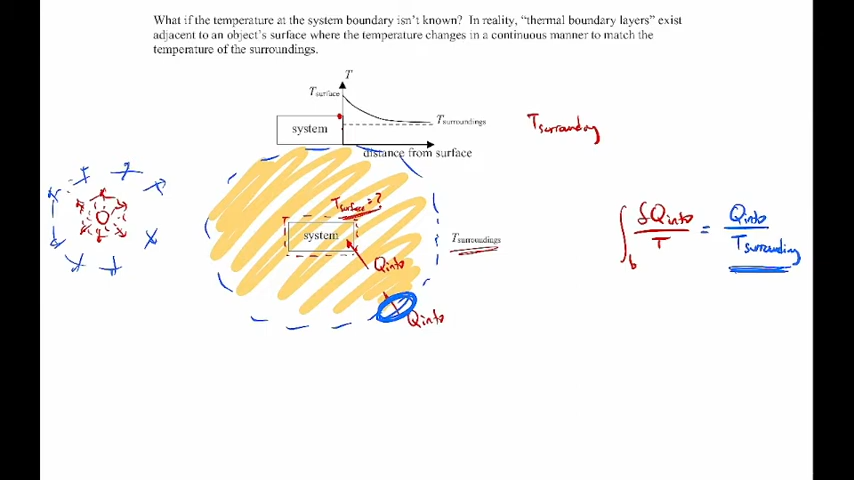 What if the temperature at the system boundary isn't known?  In reality, "thermal boundary layers" exist
adjacent to an object's surface where the temperature changes in a continuous manner to match the
temperature of the surroundings.
T
Tsurface
Tsurroundings
system
distance from surface
Tsurrounding
Tsurface = ?
system
Tsurroundings
Qinto
Qinto
∫b δQinto/T = Qinto/Tsurrounding